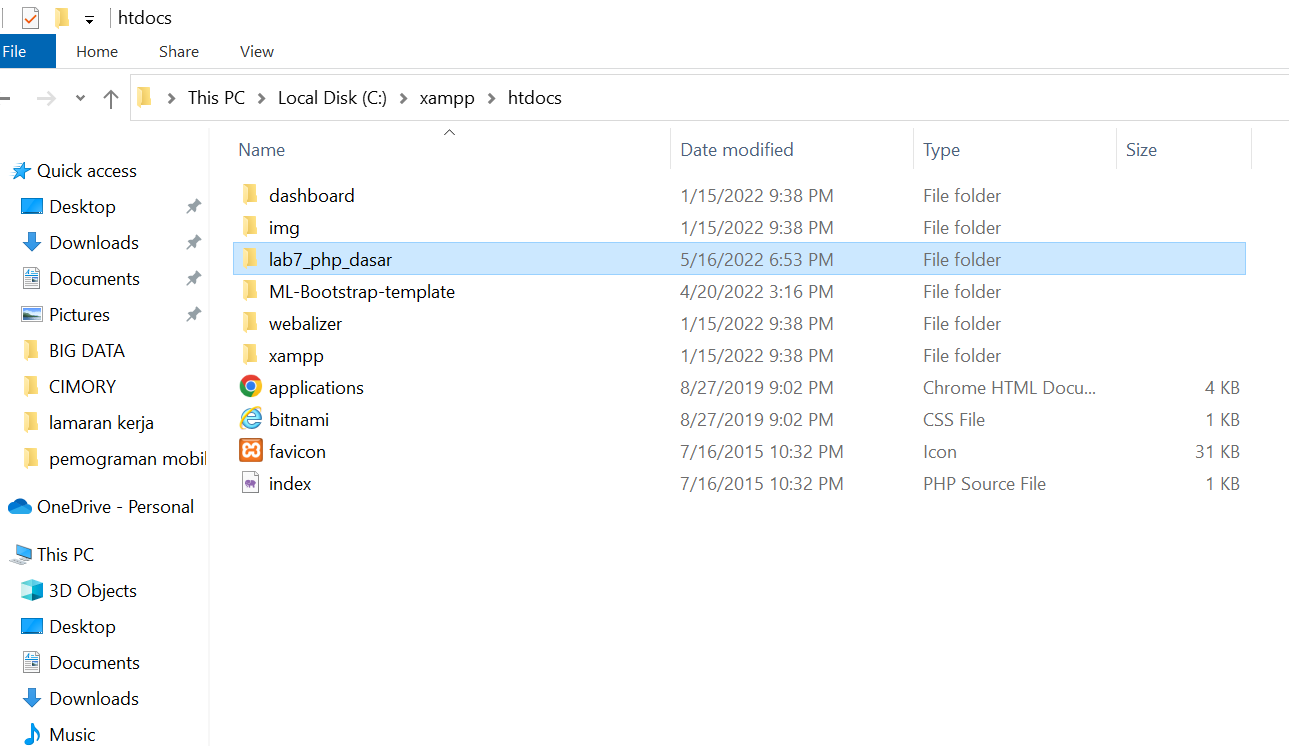 htdocs
File Home Share View
This PC Local Disk (C:) xampp htdocs
Name Date modified Type Size
Quick access
Desktop
Downloads
Documents
Pictures
BIG DATA
CIMORY
lamaran kerja
pemograman mobil
OneDrive - Personal
This PC
3D Objects
Desktop
Documents
Downloads
Music
dashboard 1/15/2022 9:38 PM File folder
img 1/15/2022 9:38 PM File folder
lab7_php_dasar 5/16/2022 6:53 PM File folder
ML-Bootstrap-template 4/20/2022 3:16 PM File folder
webalizer 1/15/2022 9:38 PM File folder
xampp 1/15/2022 9:38 PM File folder
applications 8/27/2019 9:02 PM Chrome HTML Docu... 4 KB
bitnami 8/27/2019 9:02 PM CSS File 1 KB
favicon 7/16/2015 10:32 PM Icon 31 KB
index 7/16/2015 10:32 PM PHP Source File 1 KB